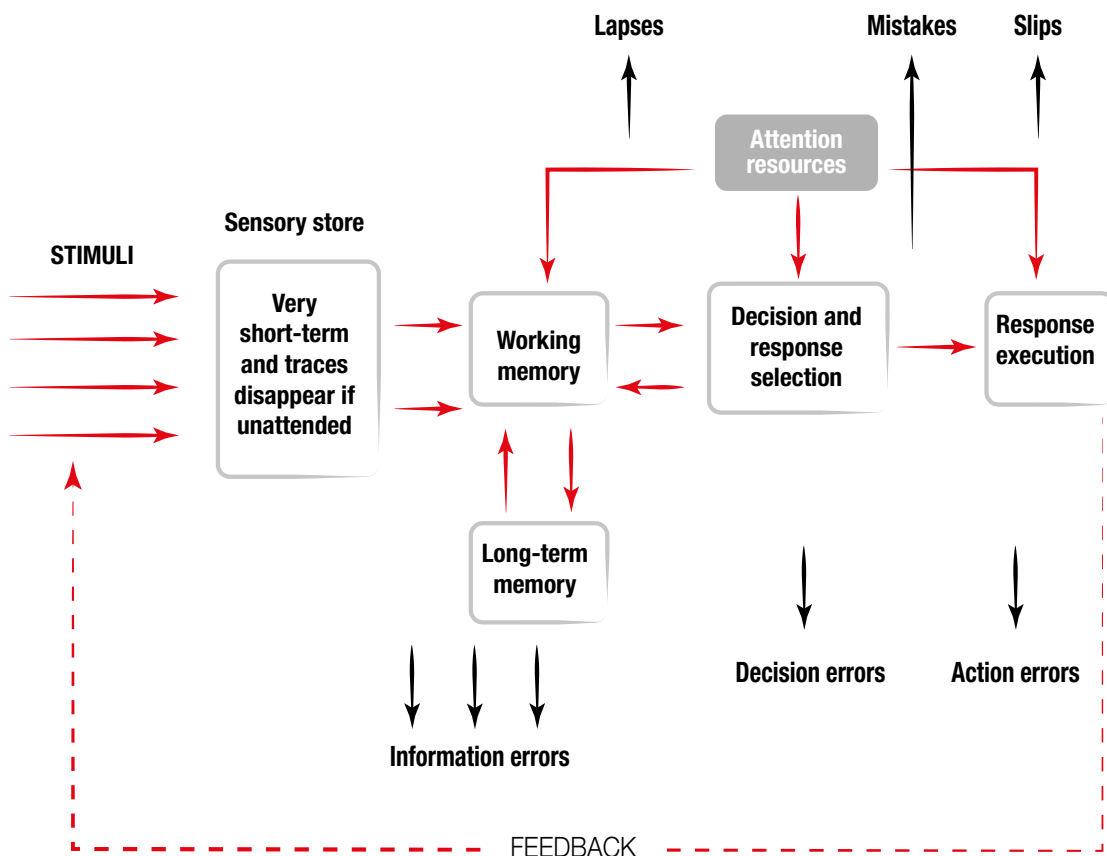 Lapses
Mistakes
Slips
Attention
resources
Sensory store
STIMULI
Very
short-term
and traces
disappear if
unattended
Working
memory
Decision and
response
selection
Response
execution
Long-term
memory
Decision errors
Action errors
Information errors
FEEDBACK